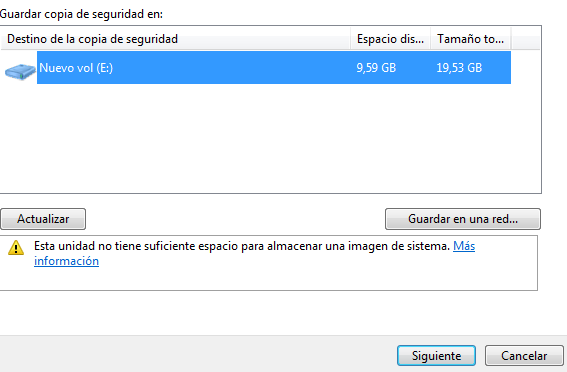 Guardar copia de seguridad en:
Destino de la copia de seguridad Espacio dis... Tamaño to...
Nuevo vol (E:) 9,59 GB 19,53 GB
Actualizar Guardar en una red...
Esta unidad no tiene suficiente espacio para almacenar una imagen de sistema. Más
información
Siguiente Cancelar